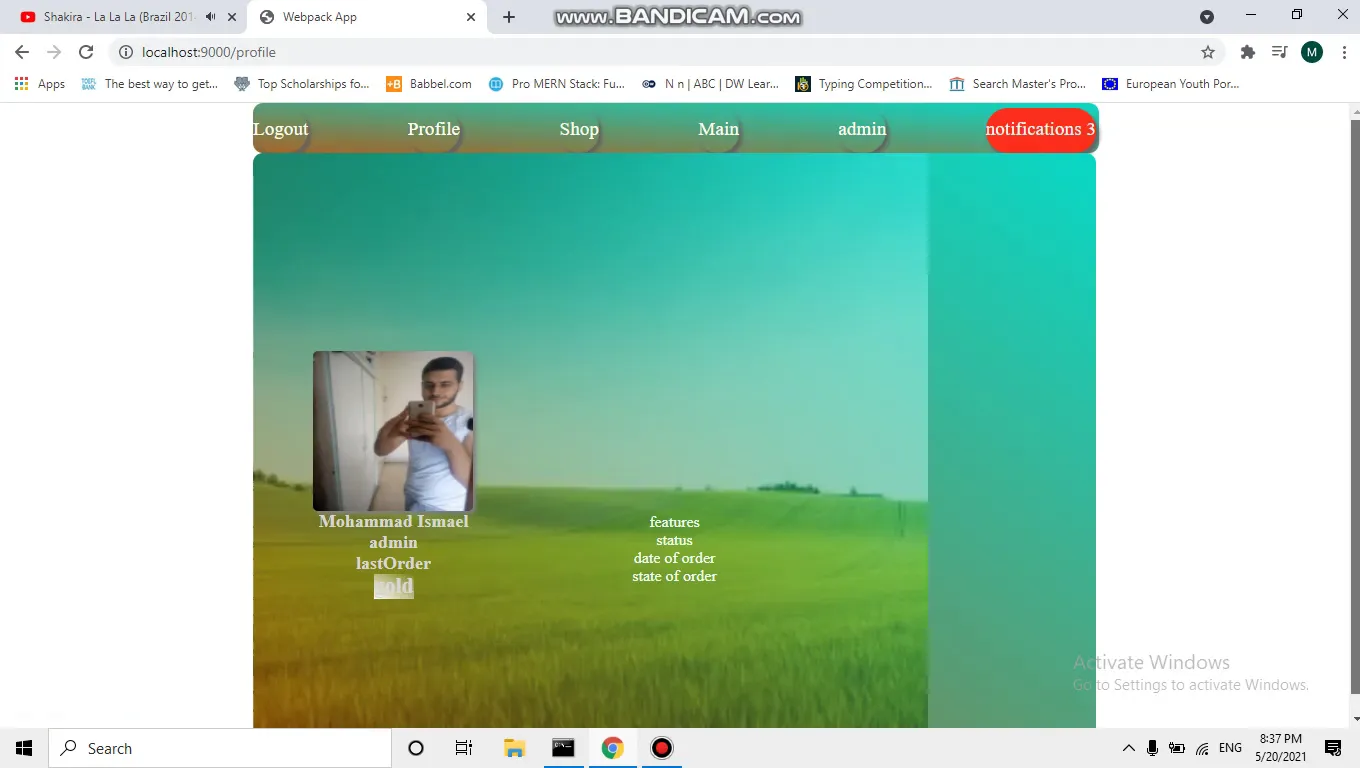 Shakira - La La La (Brazil 201
Webpack App
www.BANDICAM.com
localhost:9000/profile
M
Apps
TOEFL BANK
The best way to get...
Top Scholarships fo...
+B
Babbel.com
Pro MERN Stack: Fu...
N n | ABC | DW Lear...
Typing Competition...
Search Master's Pro...
European Youth Por...
Logout
Profile
Shop
Main
admin
notifications 3
Mohammad Ismael
admin
lastOrder
gold
features
status
date of order
state of order
Activate Windows
Go to Settings to activate Windows.
Search
ENG
8:37 PM
5/20/2021